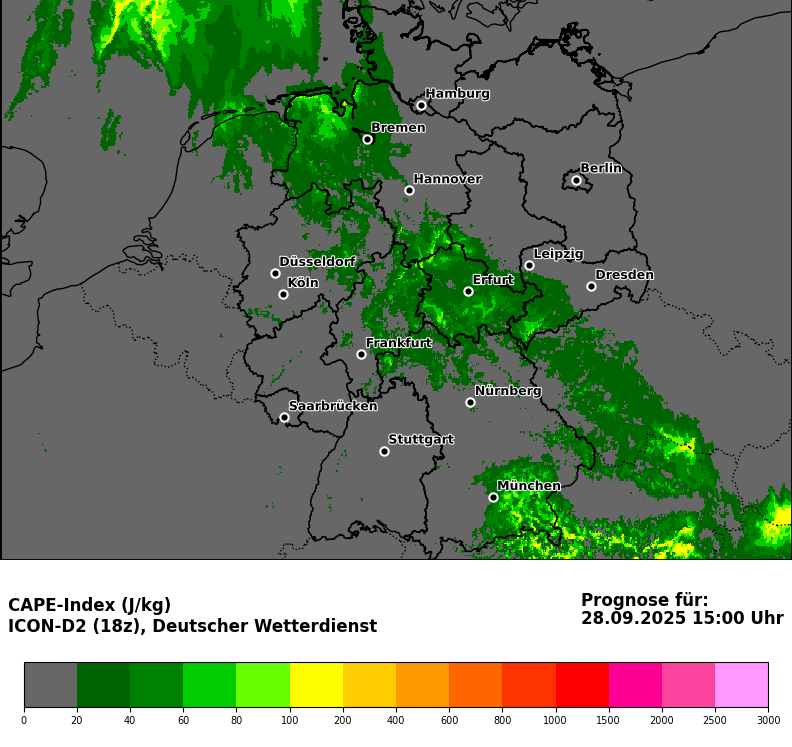 Hamburg
Bremen
Berlin
Hannover
Leipzig
Düsseldorf
Dresden
Köln
Erfurt
Frankfurt
Nürnberg
Saarbrücken
Stuttgart
München
CAPE-Index (J/kg)
ICON-D2 (18z), Deutscher Wetterdienst
Prognose für:
28.09.2025 15:00 Uhr
0 20 40 60 80 100 200 400 600 800 1000 1500 2000 2500 3000